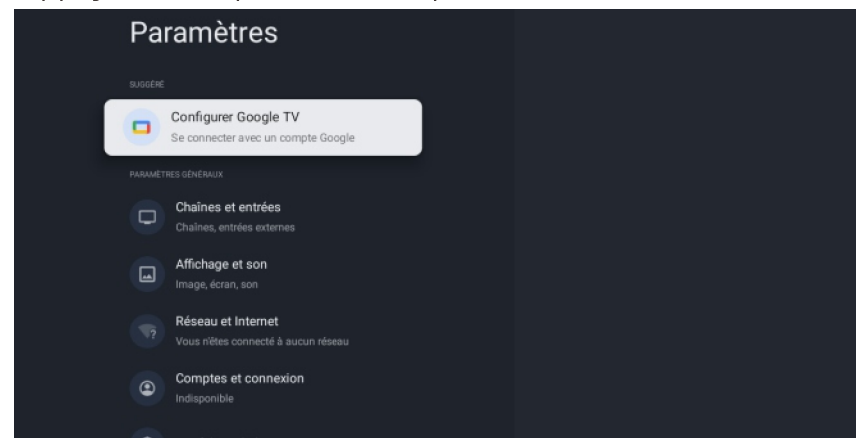 Paramètres
SUGGÉRÉ
Configurer Google TV
Se connecter avec un compte Google
PARAMÈTRES GÉNÉRAUX
Chaînes et entrées
Chaînes, entrées externes
Affichage et son
Image, écran, son
Réseau et Internet
Vous n'êtes connecté à aucun réseau
Comptes et connexion
Indisponible